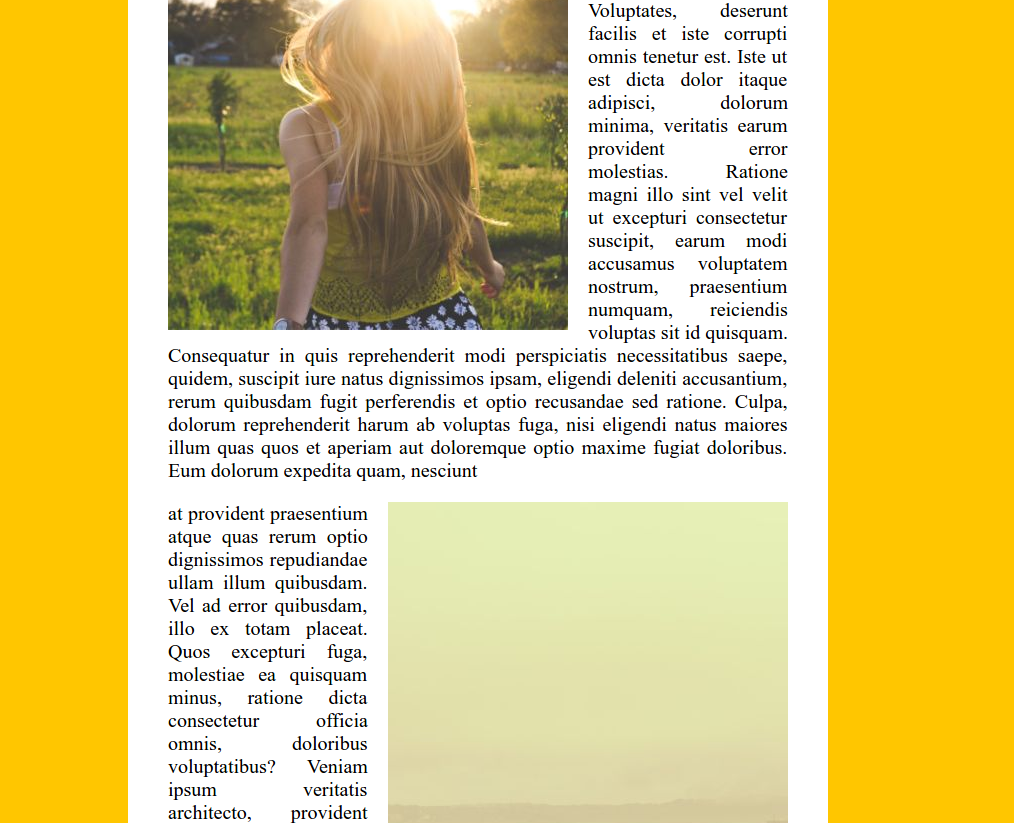 Voluptates, deserunt
facilis et iste corrupti
omnis tenetur est. Iste ut
est dicta dolor itaque
adipisci, dolorum
minima, veritatis earum
provident error
molestias. Ratione
magni illo sint vel velit
ut excepturi consectetur
suscipit, earum modi
accusamus voluptatem
nostrum, praesentium
numquam, reiciendis
voluptas sit id quisquam.
Consequatur in quis reprehenderit modi perspiciatis necessitatibus saepe,
quidem, suscipit iure natus dignissimos ipsam, eligendi deleniti accusantium,
rerum quibusdam fugit perferendis et optio recusandae sed ratione. Culpa,
dolorum reprehenderit harum ab voluptas fuga, nisi eligendi natus maiores
illum quas quos et aperiam aut doloremque optio maxime fugiat doloribus.
Eum dolorum expedita quam, nesciunt
at provident praesentium
atque quas rerum optio
dignissimos repudiandae
ullam illum quibusdam.
Vel ad error quibusdam,
illo ex totam placeat.
Quos excepturi fuga,
molestiae ea quisquam
minus, ratione dicta
consectetur officia
omnis, doloribus
voluptatibus? Veniam
ipsum veritatis
architecto, provident